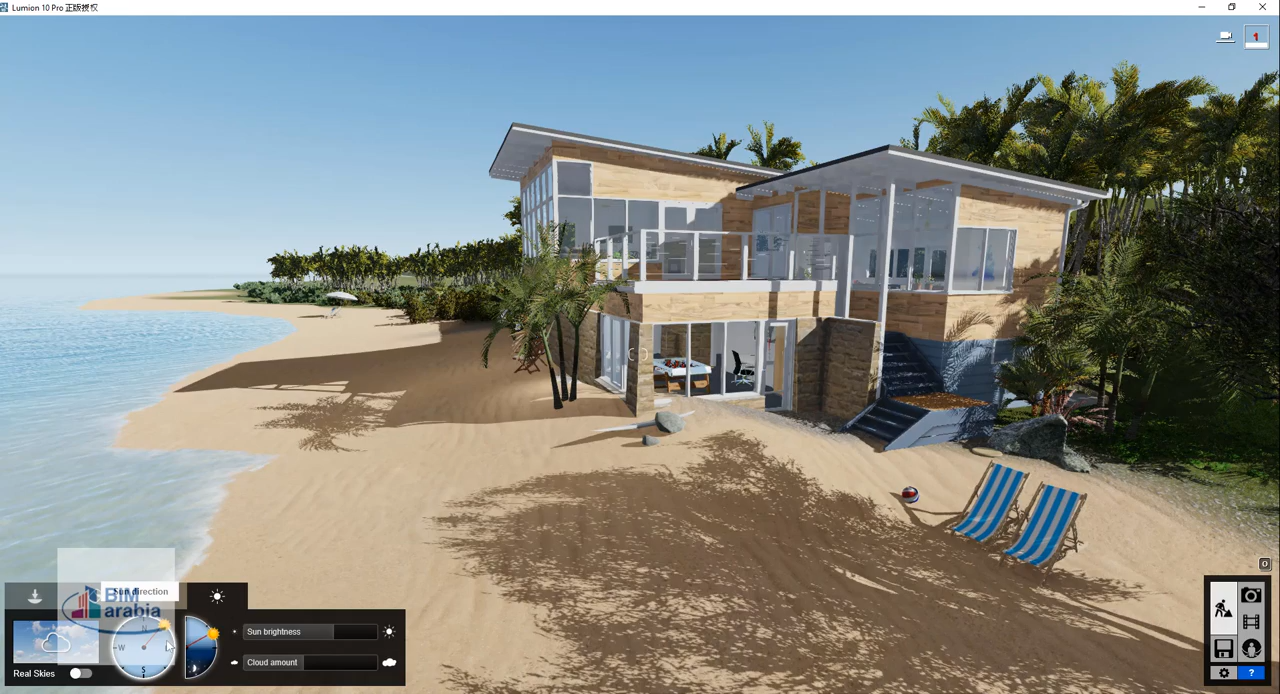 Lumion 10 Pro 正版授权
1
Sun direction
BIM
arabia
N
W
S
Sun brightness
Cloud amount
Real Skies
O
?